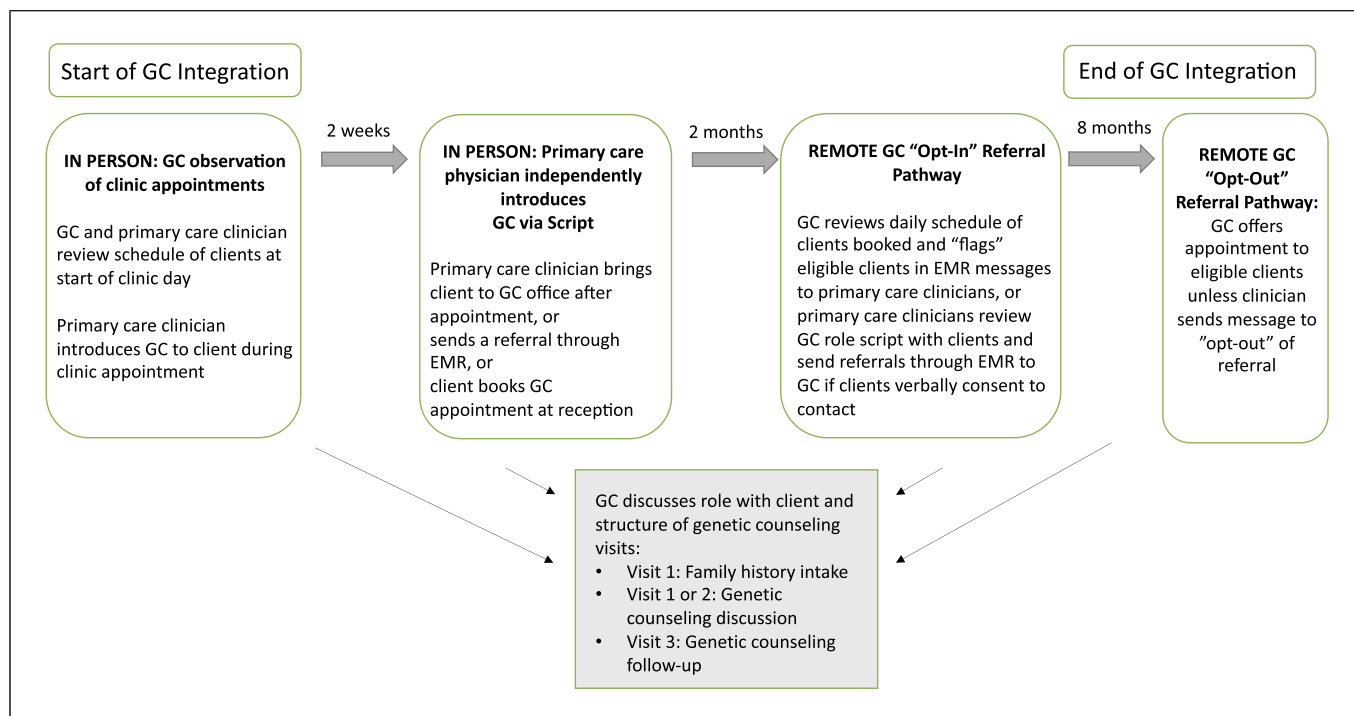 Start of GC Integration
End of GC Integration
IN PERSON: GC observation
of clinic appointments
GC and primary care clinician
review schedule of clients at
start of clinic day
Primary care clinician
introduces GC to client during
clinic appointment
2 weeks
IN PERSON: Primary care
physician independently
introduces
GC via Script
Primary care clinician brings
client to GC office after
appointment, or
sends a referral through
EMR, or
client books GC
appointment at reception
2 months
REMOTE GC “Opt-In” Referral
Pathway
GC reviews daily schedule of
clients booked and “flags”
eligible clients in EMR messages
to primary care clinicians, or
primary care clinicians review
GC role script with clients and
send referrals through EMR to
GC if clients verbally consent to
contact
8 months
REMOTE GC
“Opt-Out”
Referral Pathway:
GC offers
appointment to
eligible clients
unless clinician
sends message to
”opt-out” of
referral
GC discusses role with client and
structure of genetic counseling
visits:
• Visit 1: Family history intake
• Visit 1 or 2: Genetic
counseling discussion
• Visit 3: Genetic counseling
follow-up